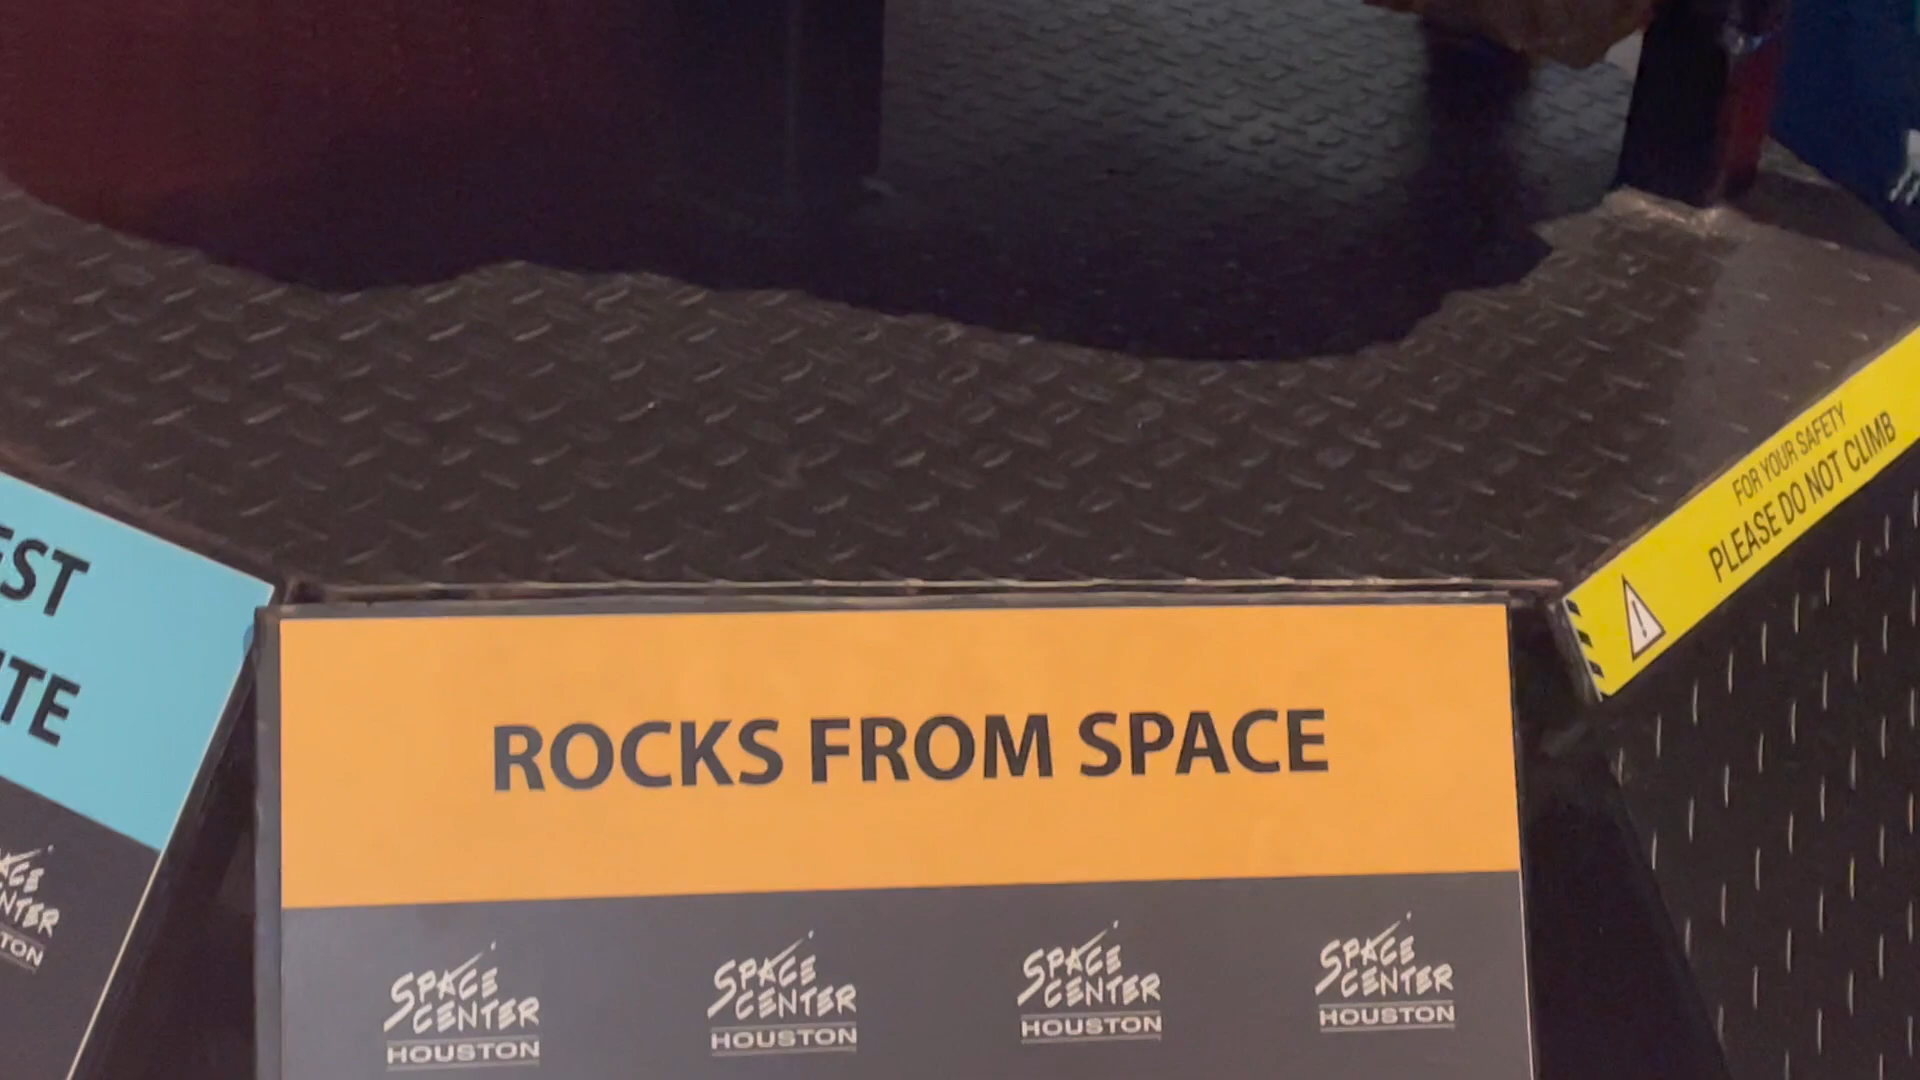 FOR YOUR SAFETY
PLEASE DO NOT CLIMB
EST
ITE
ROCKS FROM SPACE
SPACE
CENTER
HOUSTON
SPACE
CENTER
HOUSTON
SPACE
CENTER
HOUSTON
SPACE
CENTER
HOUSTON